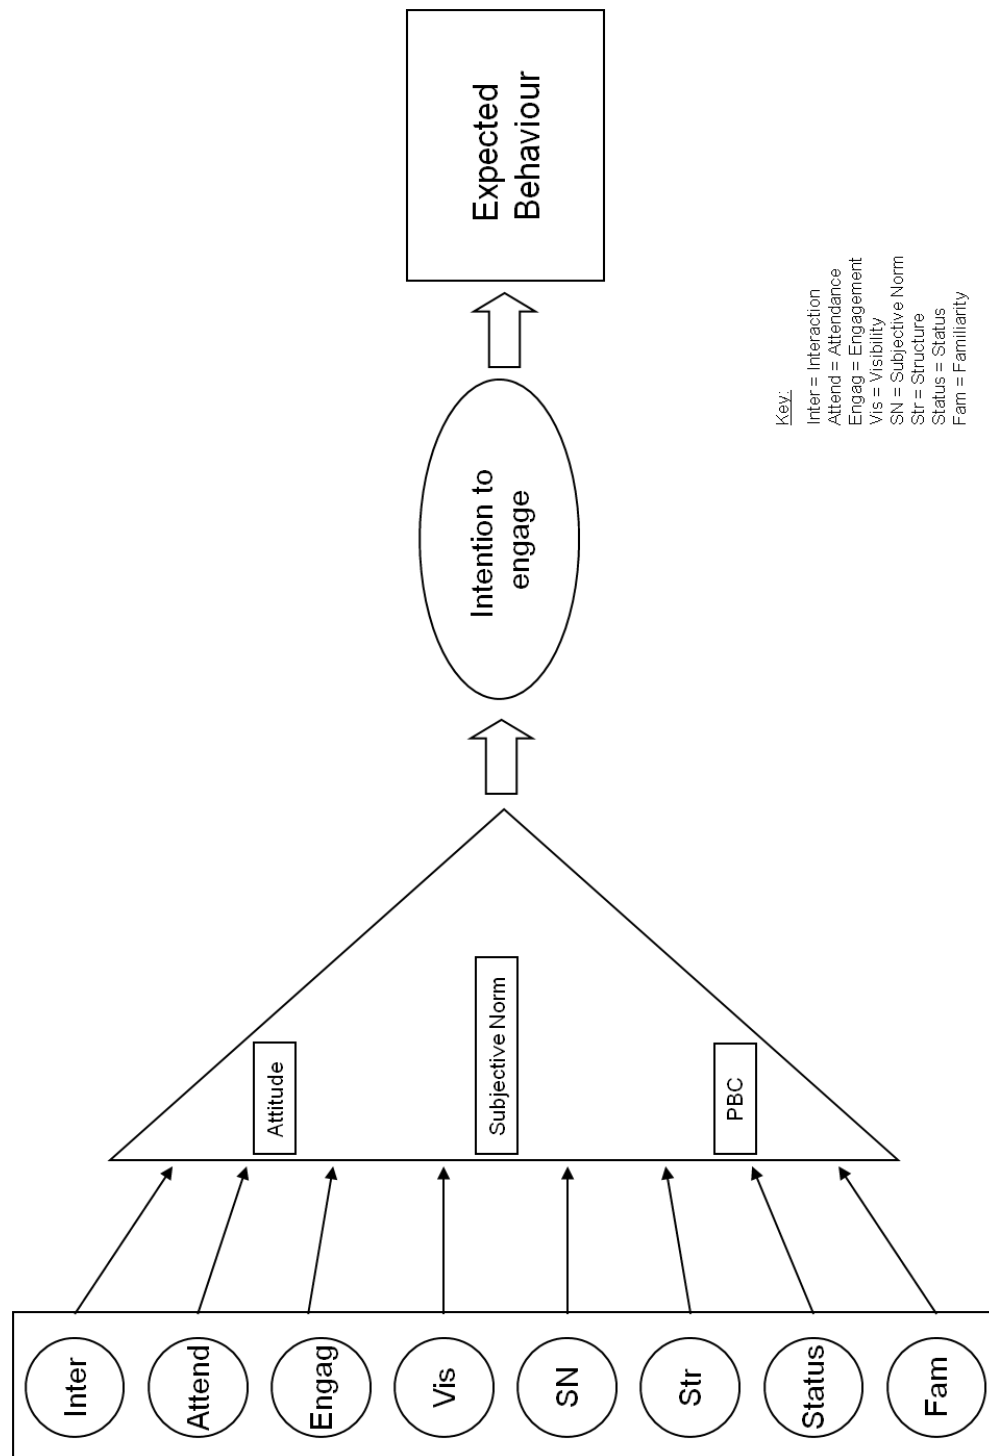 Inter
Attend
Engag
Vis
SN
Str
Status
Fam
Attitude
Subjective Norm
PBC
Intention to
engage
Expected
Behaviour
Key:
Inter = Interaction
Attend = Attendance
Engag = Engagement
Vis = Visibility
SN = Subjective Norm
Str = Structure
Status = Status
Fam = Familiarity